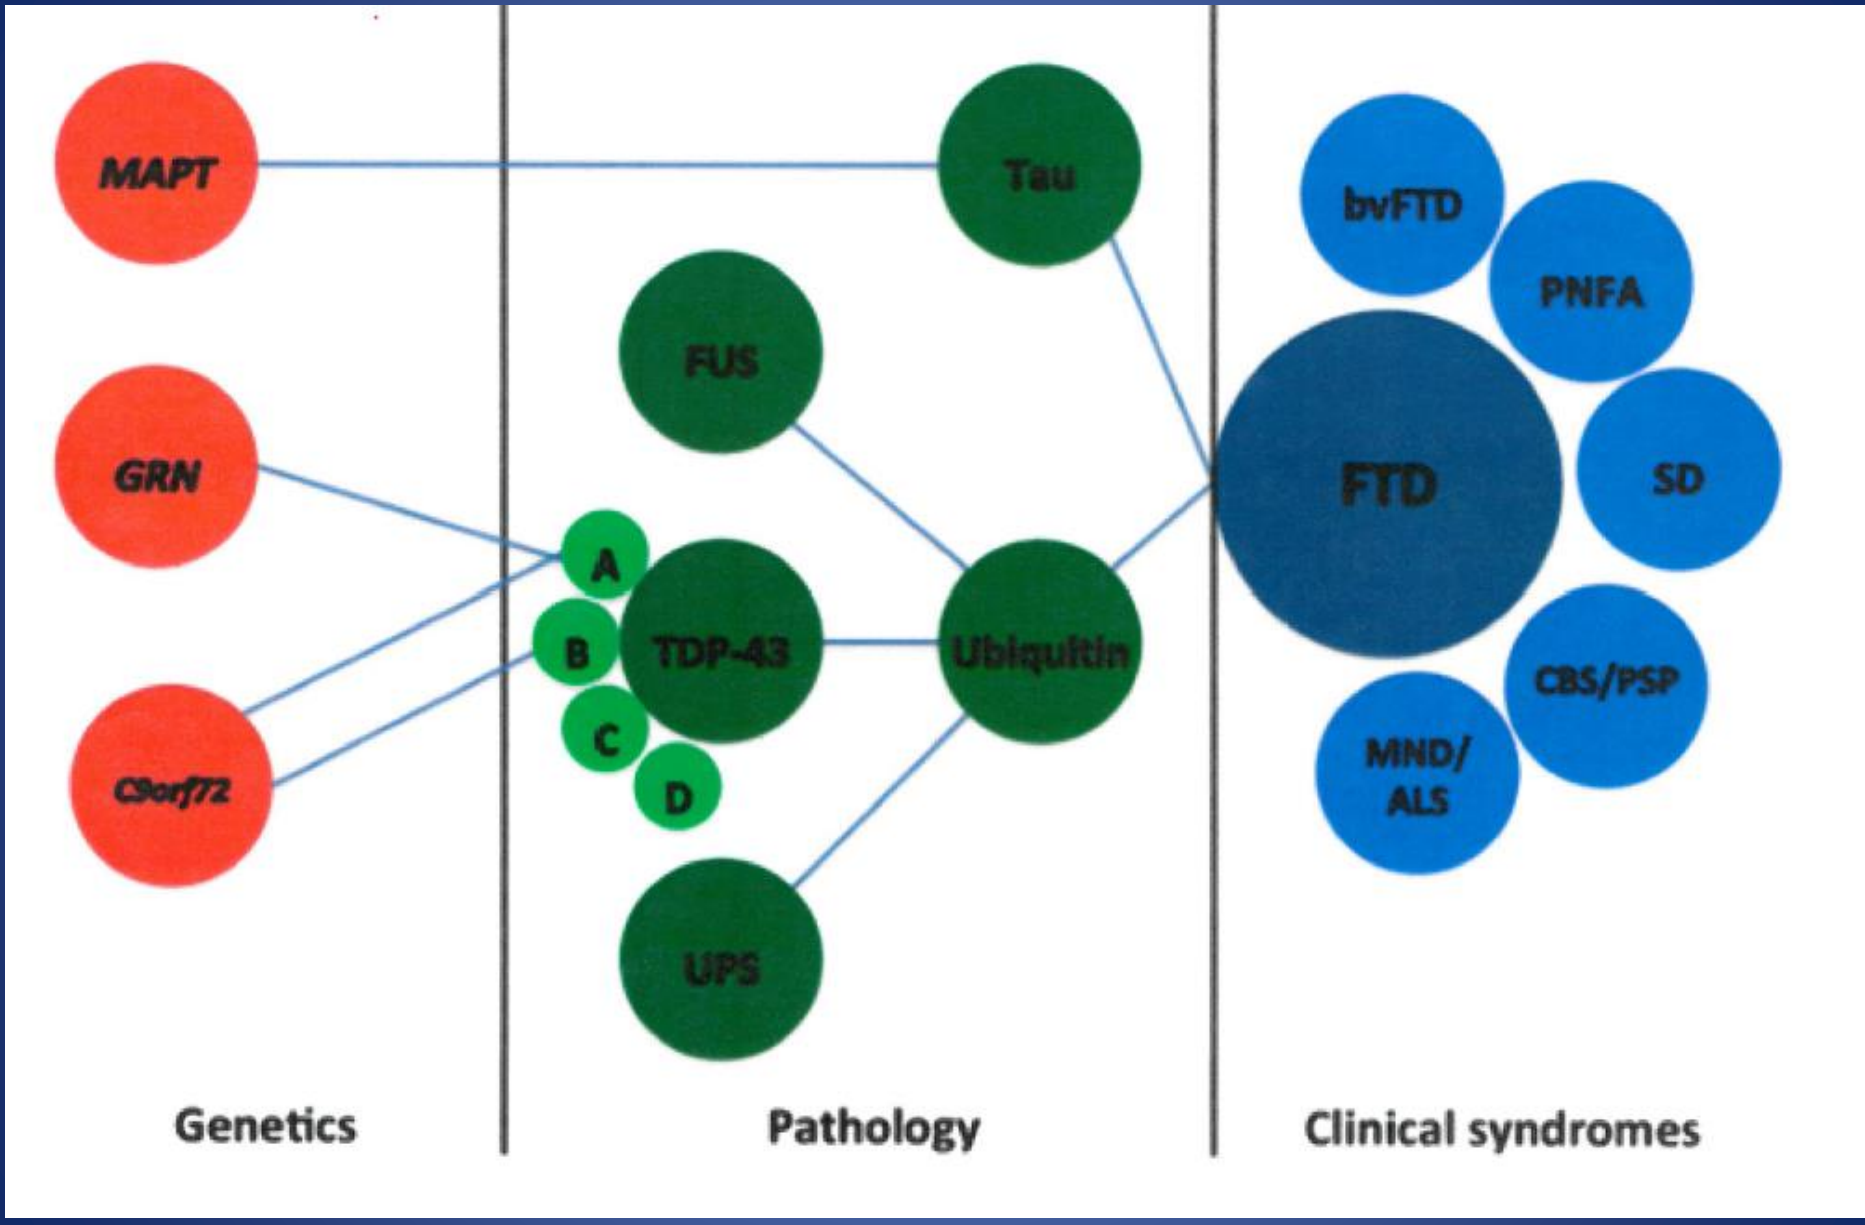 MAPT
GRN
C9orf72
Tau
FUS
A
B
C
D
TDP-43
Ubiquitin
UPS
bvFTD
PNFA
FTD
SD
CBS/PSP
MND/
ALS
Genetics
Pathology
Clinical syndromes